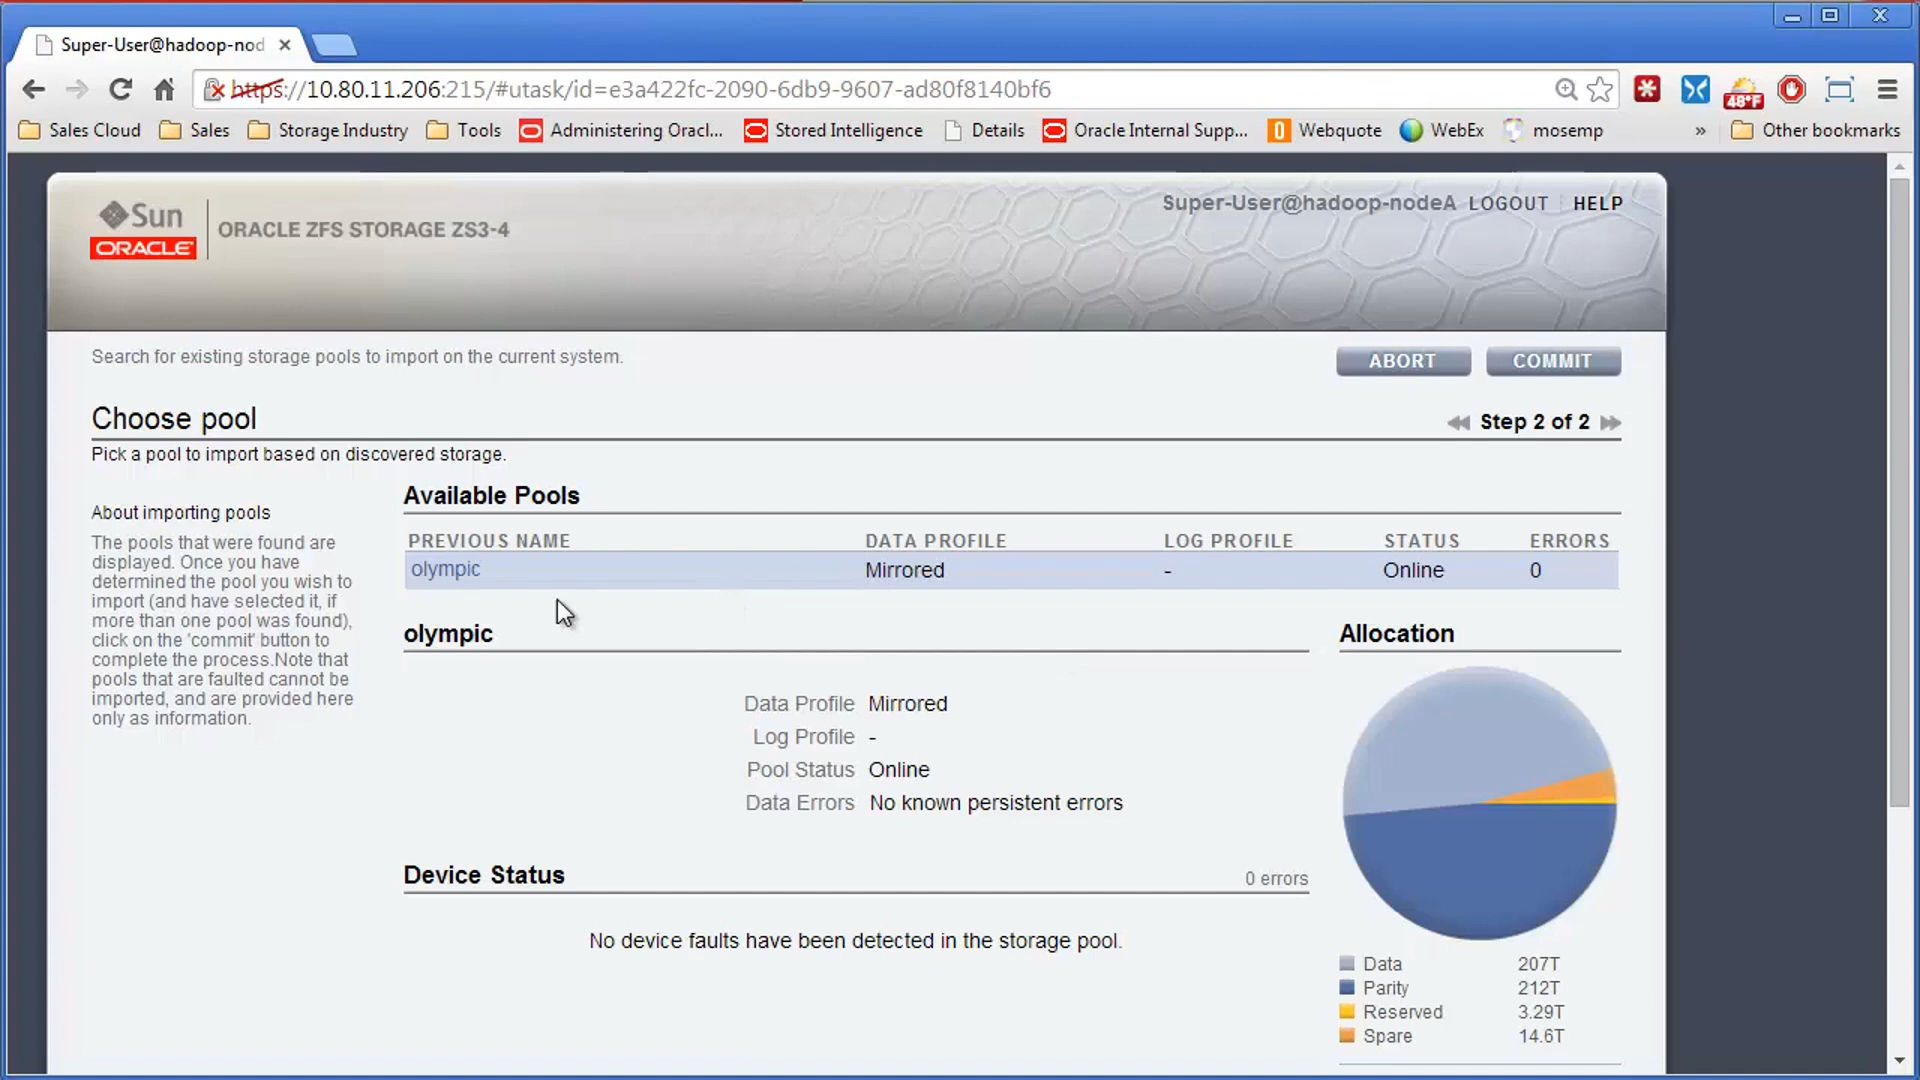 Super-User@hadoop-nod
https://10.80.11.206:215/#utask/id=e3a422fc-2090-6db9-9607-ad80f8140bf6
48°F
Sales Cloud Sales Storage Industry Tools Administering Oracl... Stored Intelligence Details Oracle Internal Supp... Webquote WebEx mosemp » Other bookmarks
Super-User@hadoop-nodeA LOGOUT HELP
Sun
ORACLE
ORACLE ZFS STORAGE ZS3-4
Search for existing storage pools to import on the current system.
ABORT COMMIT
Choose pool
Step 2 of 2
Pick a pool to import based on discovered storage.
About importing pools
The pools that were found are
displayed. Once you have
determined the pool you wish to
import (and have selected it, if
more than one pool was found),
click on the 'commit' button to
complete the process.Note that
pools that are faulted cannot be
imported, and are provided here
only as information.
Available Pools
PREVIOUS NAME DATA PROFILE LOG PROFILE STATUS ERRORS
olympic Mirrored - Online 0
olympic
Data Profile Mirrored
Log Profile -
Pool Status Online
Data Errors No known persistent errors
Device Status 0 errors
No device faults have been detected in the storage pool.
Allocation
Data 207T
Parity 212T
Reserved 3.29T
Spare 14.6T